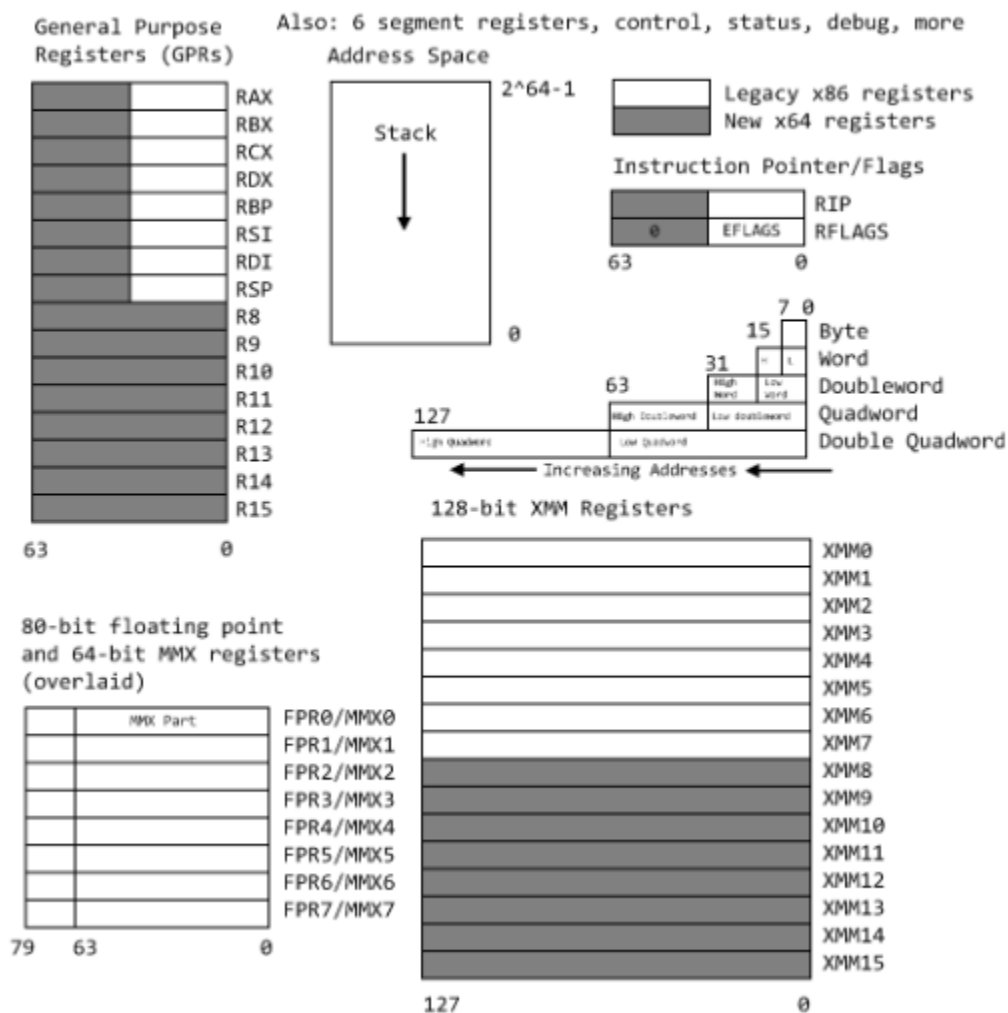 General Purpose
Registers (GPRs)
RAX
RBX
RCX
RDX
RBP
RSI
RDI
RSP
R8
R9
R10
R11
R12
R13
R14
R15
63 0
Also: 6 segment registers, control, status, debug, more
Address Space
2^64-1
Stack
0
Legacy x86 registers
New x64 registers
Instruction Pointer/Flags
RIP
0 EFLAGS RFLAGS
63 0
7 0
Byte
15
H L Word
31
High Word Low Word Doubleword
63
High Doubleword Low doubleword Quadword
127
High Quadword Low Quadword Double Quadword
Increasing Addresses
80-bit floating point
and 64-bit MMX registers
(overlaid)
MMX Part FPR0/MMX0
FPR1/MMX1
FPR2/MMX2
FPR3/MMX3
FPR4/MMX4
FPR5/MMX5
FPR6/MMX6
FPR7/MMX7
79 63 0
128-bit XMM Registers
XMM0
XMM1
XMM2
XMM3
XMM4
XMM5
XMM6
XMM7
XMM8
XMM9
XMM10
XMM11
XMM12
XMM13
XMM14
XMM15
127 0